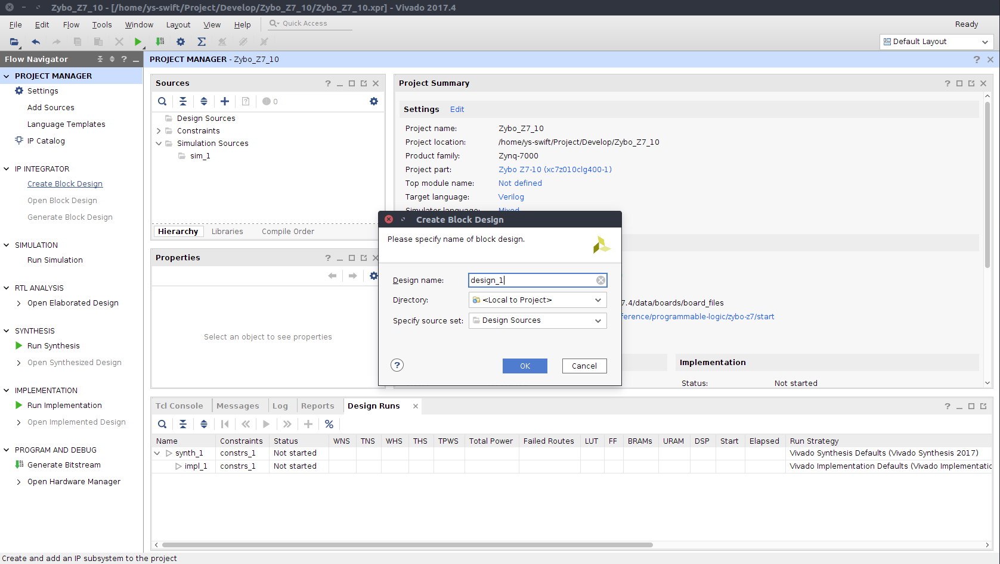 Zybo_Z7_10 - [/home/ys-swift/Project/Develop/Zybo_Z7_10/Zybo_Z7_10.xpr] - Vivado 2017.4
File Edit Flow Tools Window Layout View Help Quick Access Ready
Default Layout
Flow Navigator
PROJECT MANAGER
Settings
Add Sources
Language Templates
IP Catalog
IP INTEGRATOR
Create Block Design
Open Block Design
Generate Block Design
SIMULATION
Run Simulation
RTL ANALYSIS
Open Elaborated Design
SYNTHESIS
Run Synthesis
Open Synthesized Design
IMPLEMENTATION
Run Implementation
Open Implemented Design
PROGRAM AND DEBUG
Generate Bitstream
Open Hardware Manager
PROJECT MANAGER - Zybo_Z7_10
Sources
0
Design Sources
Constraints
Simulation Sources
sim_1
Hierarchy Libraries Compile Order
Properties
Select an object to see properties
Project Summary
Settings Edit
Project name: Zybo_Z7_10
Project location: /home/ys-swift/Project/Develop/Zybo_Z7_10
Product family: Zynq-7000
Project part: Zybo Z7-10 (xc7z010clg400-1)
Top module name: Not defined
Target language: Verilog
Simulator language: Mixed
7.4/data/boards/board_files
ference/programmable-logic/zybo-z7/start
Implementation
Status: Not started
Create Block Design
Please specify name of block design.
Design name: design_1
Directory: <Local to Project>
Specify source set: Design Sources
OK Cancel
Tcl Console Messages Log Reports Design Runs
Name Constraints Status WNS TNS WHS THS TPWS Total Power Failed Routes LUT FF BRAMs URAM DSP Start Elapsed Run Strategy
synth_1 constrs_1 Not started Vivado Synthesis Defaults (Vivado Synthesis 2017)
impl_1 constrs_1 Not started Vivado Implementation Defaults (Vivado Implementatic
Create and add an IP subsystem to the project